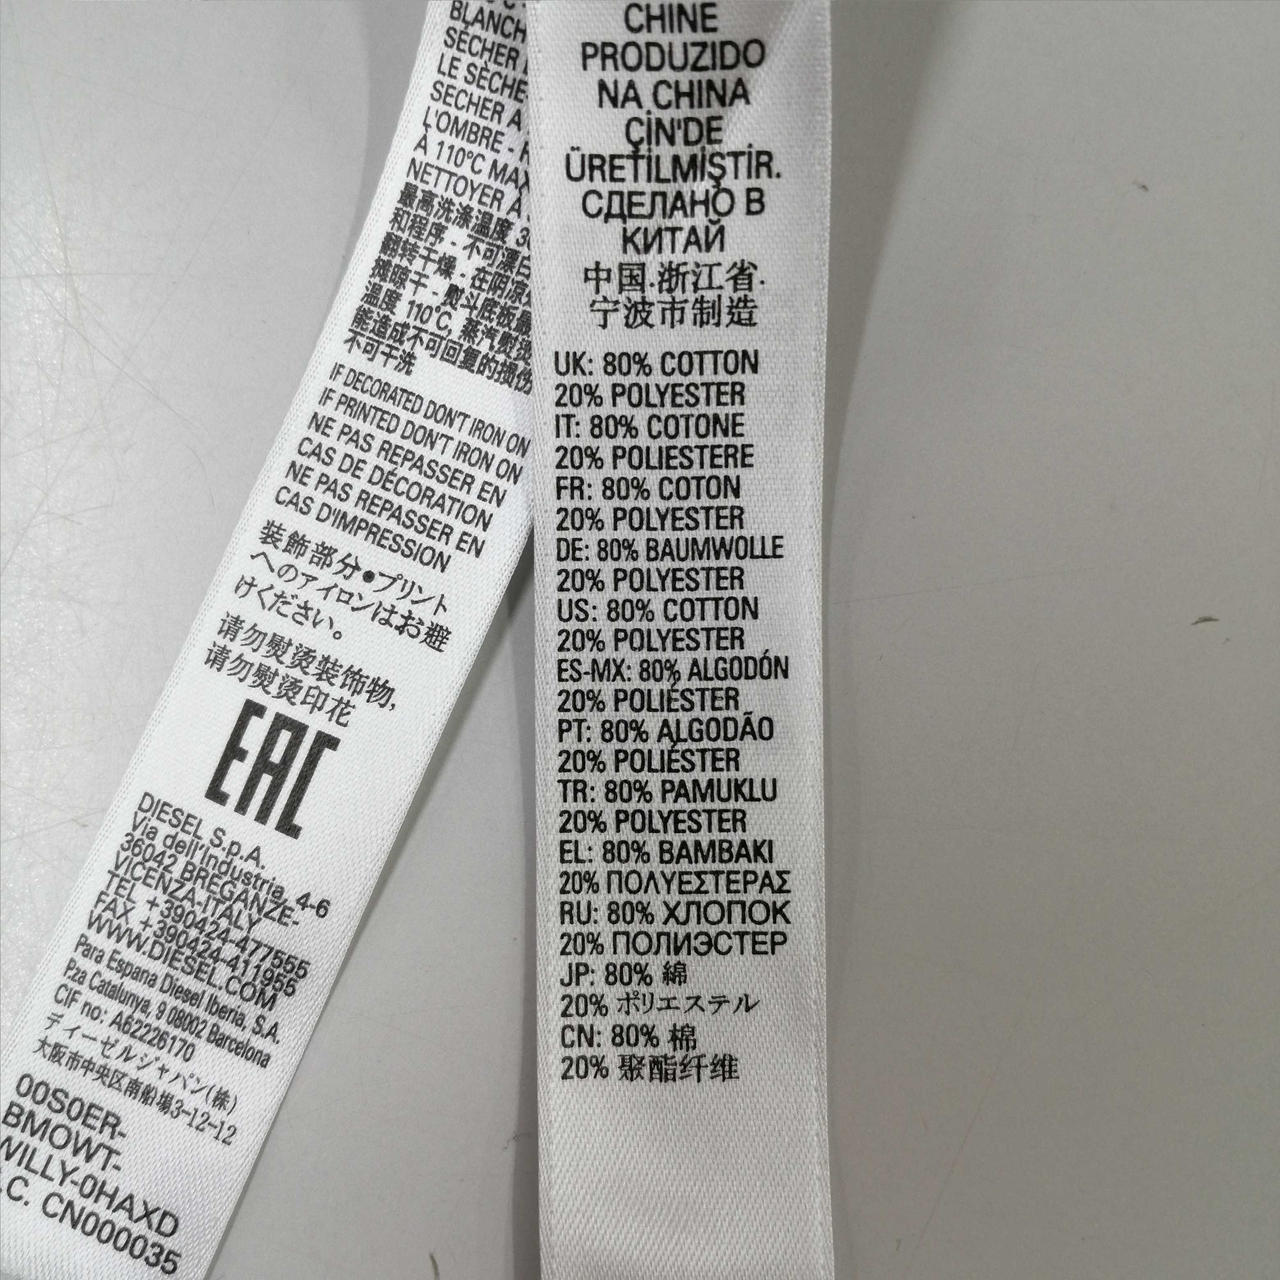 BLANCH
SÉCHER
LE SÈCHE-
SÉCHER À
L'OMBRE -
À 110°C MAX
NETTOYER À
最高洗涤温度
和程序 - 不可漂白
翻转干燥 - 在阴凉
摊晾干 - 熨斗底板最
温度 110°C, 蒸汽熨烫
能造成不可回复的损伤
不可干洗
IF DECORATED DON'T IRON ON
IF PRINTED DON'T IRON ON
NE PAS REPASSER EN
CAS DE DÉCORATION
NE PAS REPASSER EN
CAS D'IMPRESSION
装飾部分●プリント
へのアイロンはお避
けください。
请勿熨烫装饰物,
请勿熨烫印花
EAC
DIESEL S.p.A.
Via dell'Industria, 4-6
36042 BREGANZE-
VICENZA-ITALY
TEL +390424-477555
FAX +390424-411955
WWW.DIESEL.COM
Para Espana Diesel Iberia, S.A.
P.za Catalunya, 9 08002 Barcelona
CIF no: A62226170
ディーゼルジャパン(株)
大阪市中央区南船場3-12-12
00S0ER-
BMOWT-
WILLY-0HAXD
.C. CN000035
CHINE
PRODUZIDO
NA CHINA
ÇİN'DE
ÜRETİLMİŞTİR.
СДЕЛАНО В
КИТАЙ
中国.浙江省.
宁波市制造
UK: 80% COTTON
20% POLYESTER
IT: 80% COTONE
20% POLIESTERE
FR: 80% COTON
20% POLYESTER
DE: 80% BAUMWOLLE
20% POLYESTER
US: 80% COTTON
20% POLYESTER
ES-MX: 80% ALGODÓN
20% POLIÉSTER
PT: 80% ALGODÃO
20% POLIÉSTER
TR: 80% PAMUKLU
20% POLYESTER
EL: 80% BAMBAKI
20% ΠΟΛΥΕΣΤΕΡΑΣ
RU: 80% ХЛОПОК
20% ПОЛИЭСТЕР
JP: 80% 綿
20% ポリエステル
CN: 80% 棉
20% 聚酯纤维